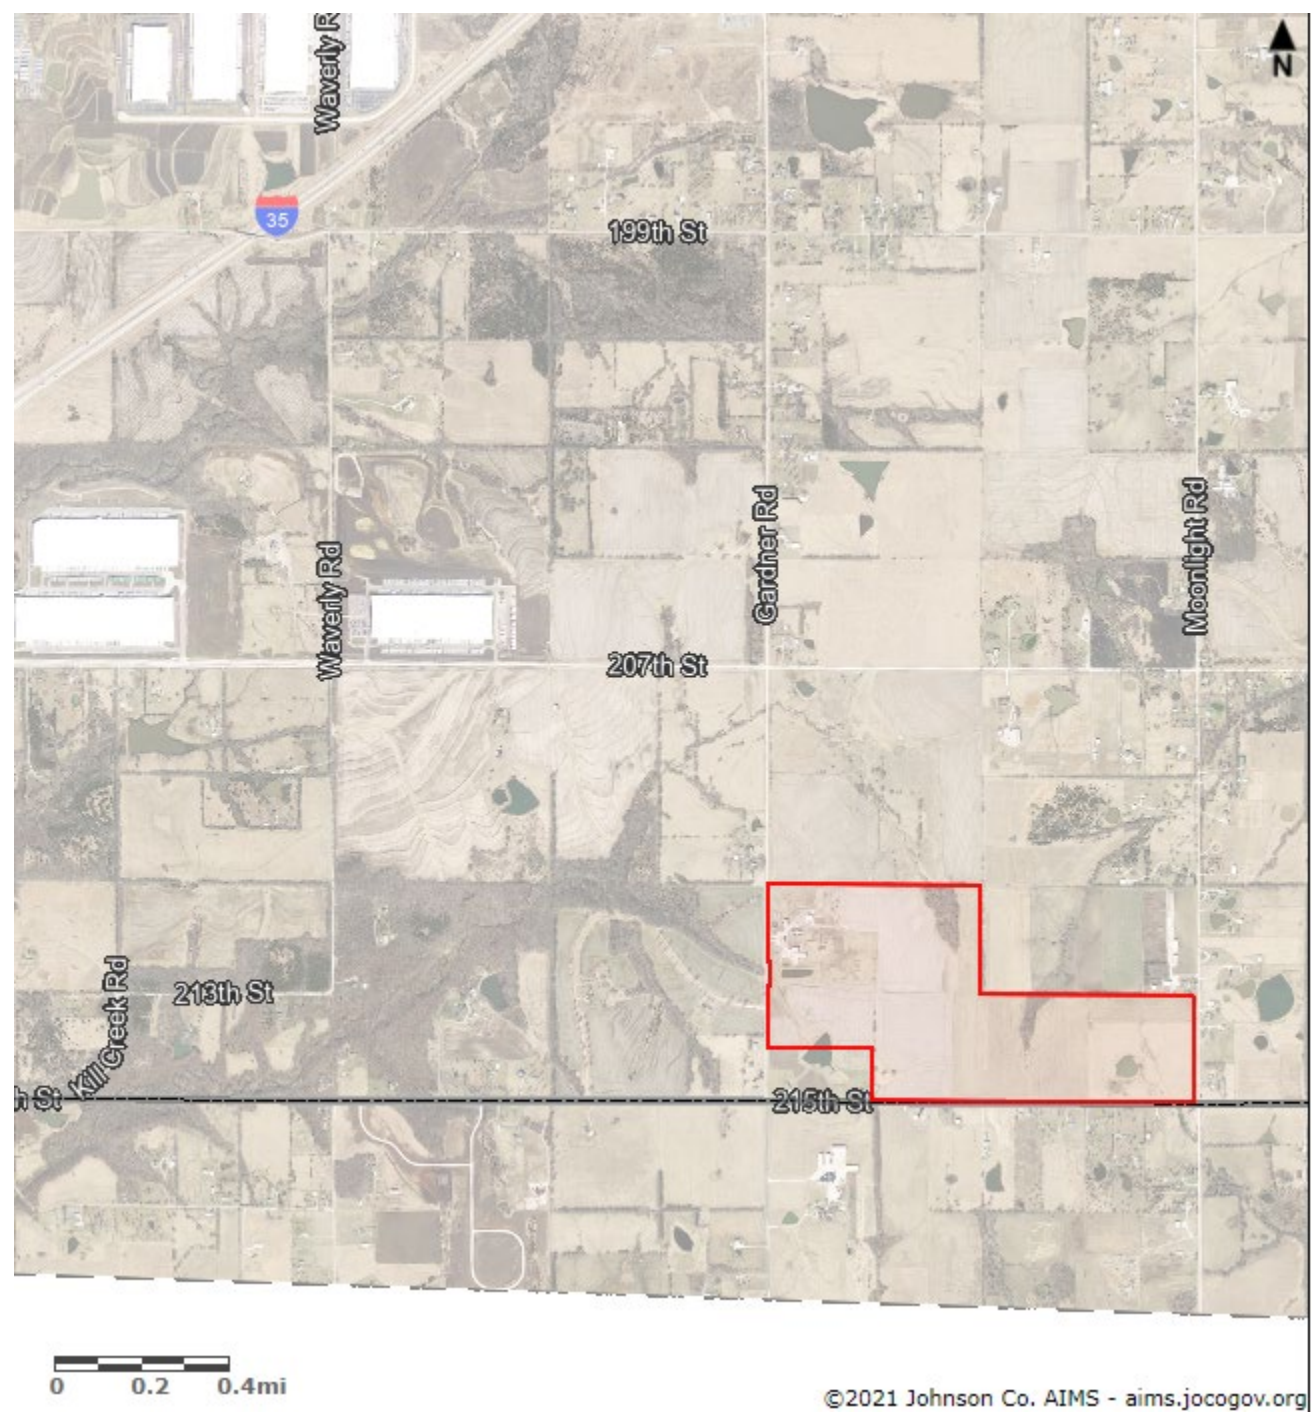 Waverly R
N
35
199th St
Gardner Rd
Moonlight Rd
Waverly Rd
207th St
213th St
Kill Creek Rd
h St
215th St
0 0.2 0.4mi
©2021 Johnson Co. AIMS - aims.jocogov.org